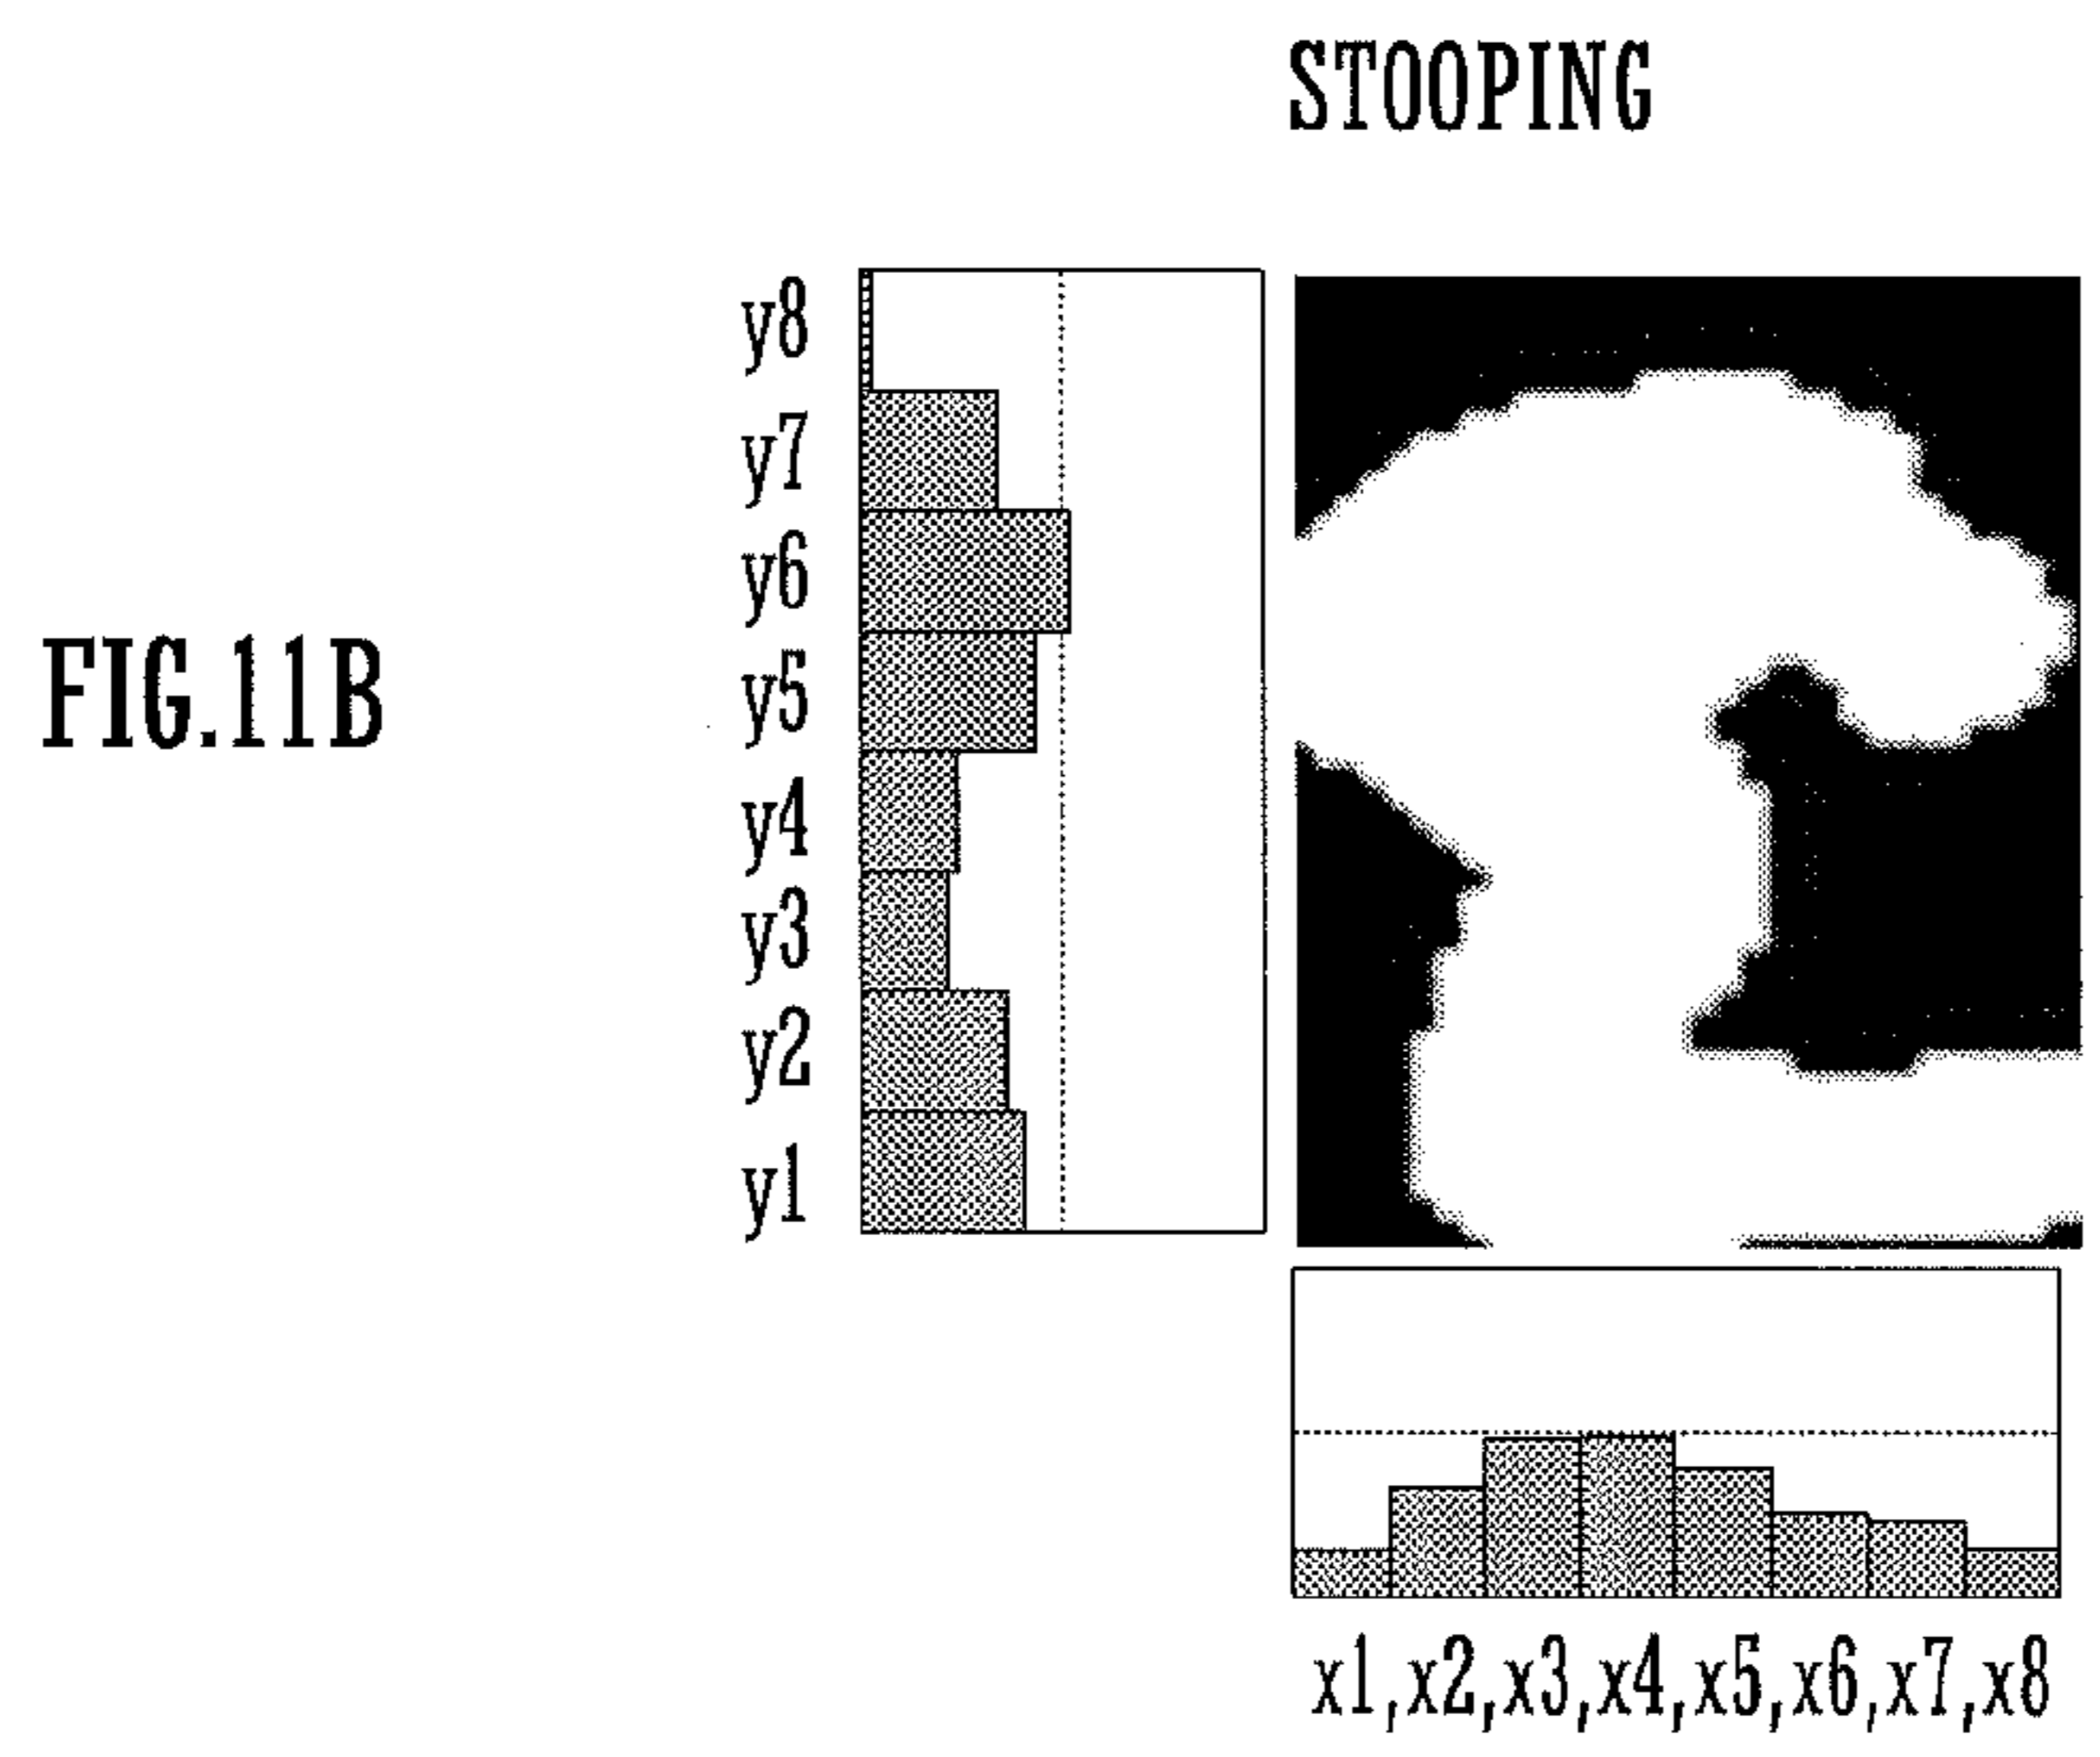 STOOPING
y8
y7
y6
FIG.11B
y5
y4
y3
y2
y1
x1,x2,x3,x4,x5,x6,x7,x8